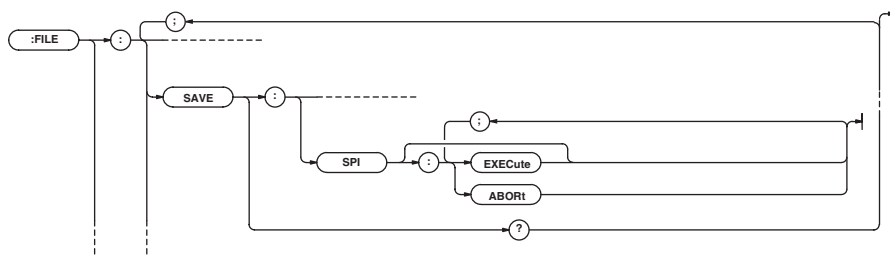 ;
:FILE :
SAVE :
;
SPI : EXECute
ABORt
?